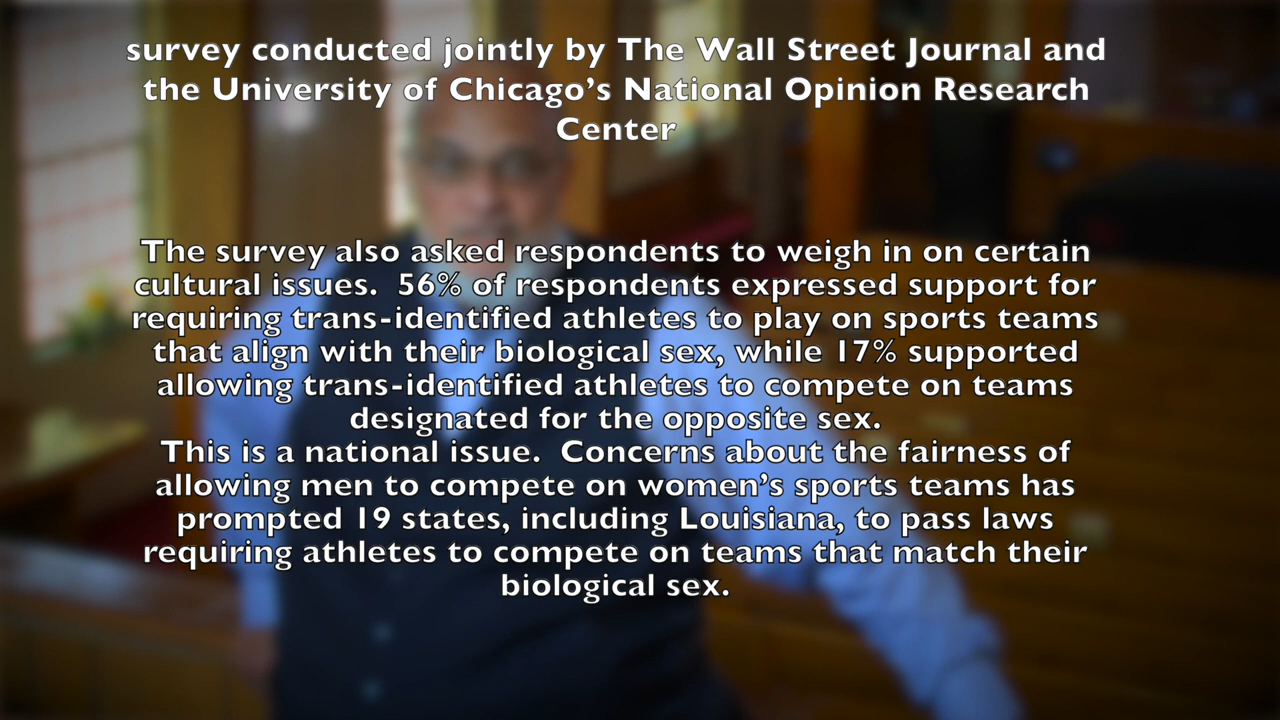 survey conducted jointly by The Wall Street Journal and
the University of Chicago’s National Opinion Research
Center
The survey also asked respondents to weigh in on certain
cultural issues.  56% of respondents expressed support for
requiring trans-identified athletes to play on sports teams
that align with their biological sex, while 17% supported
allowing trans-identified athletes to compete on teams
designated for the opposite sex.
This is a national issue.  Concerns about the fairness of
allowing men to compete on women’s sports teams has
prompted 19 states, including Louisiana, to pass laws
requiring athletes to compete on teams that match their
biological sex.